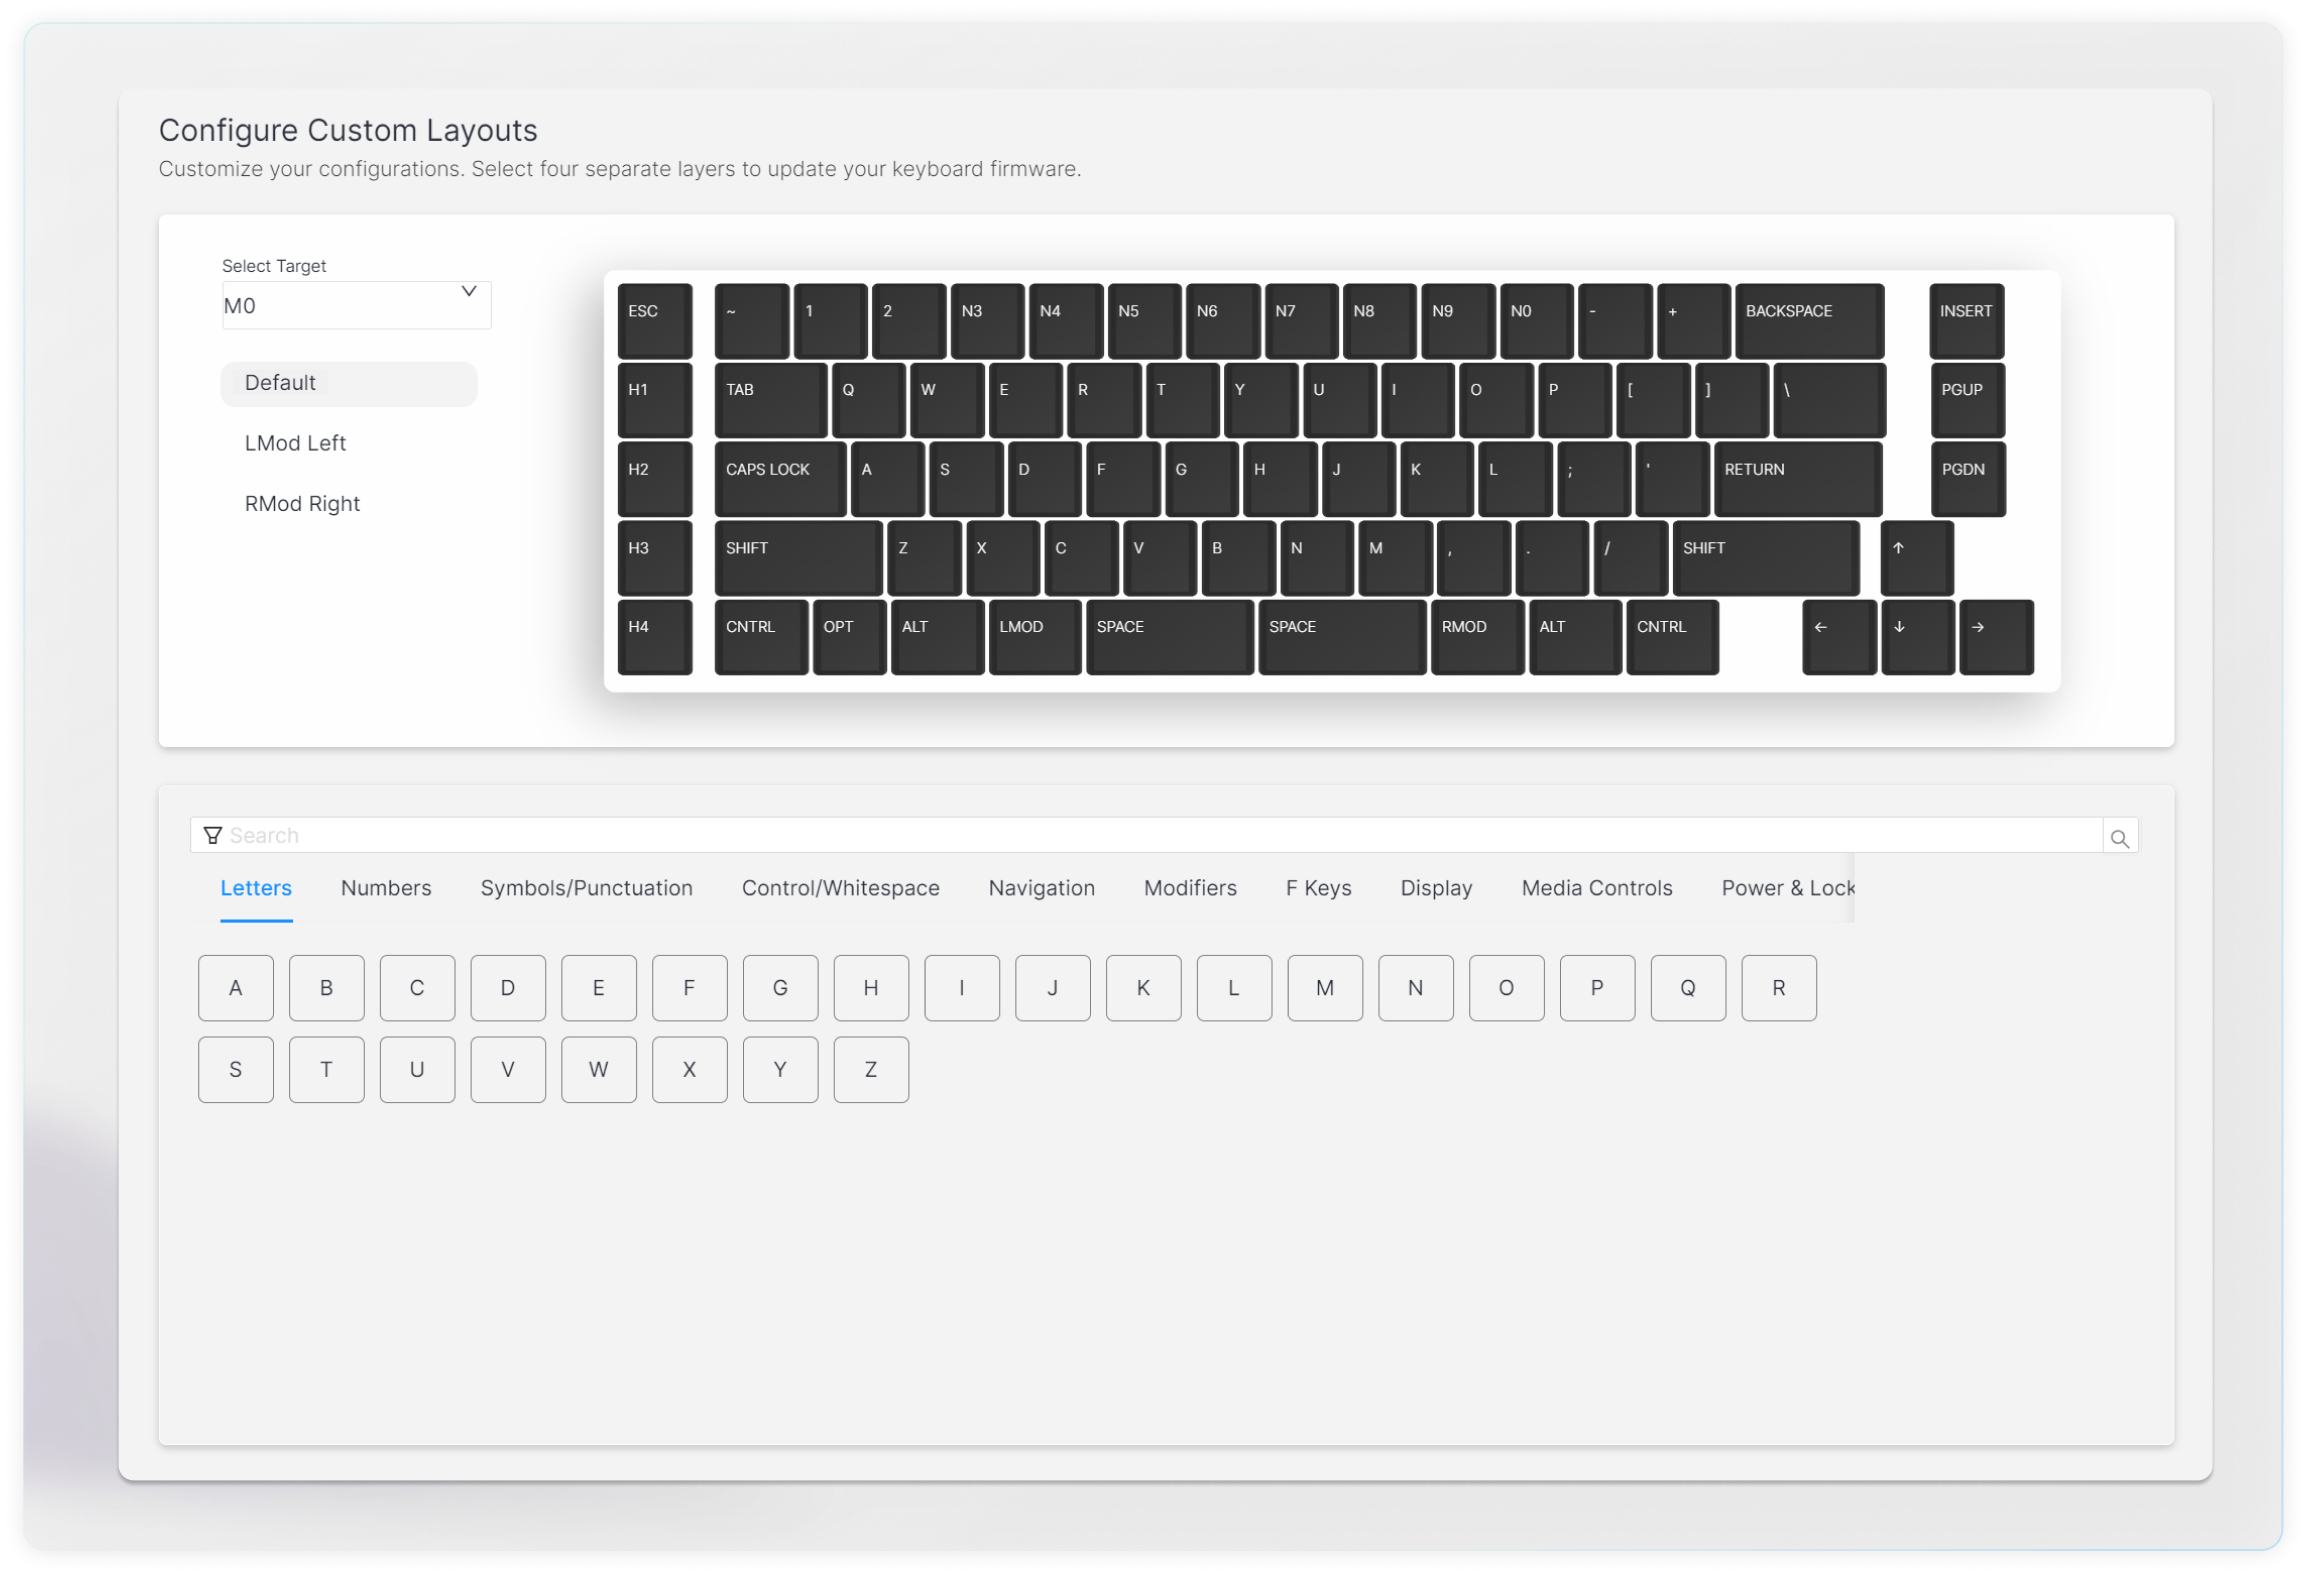 Configure Custom Layouts
Customize your configurations. Select four separate layers to update your keyboard firmware.
Select Target
M0
Default
LMod Left
RMod Right
ESC ~ 1 2 N3 N4 N5 N6 N7 N8 N9 N0 - + BACKSPACE INSERT
H1 TAB Q W E R T Y U I O P [ ] \ PGUP
H2 CAPS LOCK A S D F G H J K L ; ' RETURN PGDN
H3 SHIFT Z X C V B N M , . / SHIFT ↑
H4 CNTRL OPT ALT LMOD SPACE SPACE RMOD ALT CNTRL ← ↓ →
Search
Letters Numbers Symbols/Punctuation Control/Whitespace Navigation Modifiers F Keys Display Media Controls Power & Lock
A B C D E F G H I J K L M N O P Q R
S T U V W X Y Z